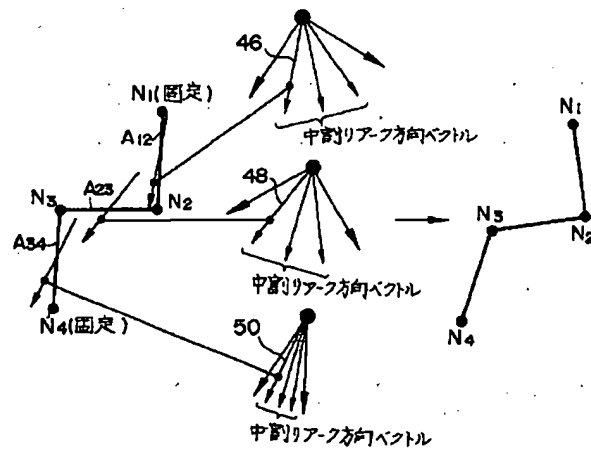 46
N1(固定)
A12
中割りアーク方向ベクトル
N1
48
A23
N3
N2
N3
N2
A34
中割りアーク方向ベクトル
N4(固定)
50
N4
中割りアーク方向ベクトル